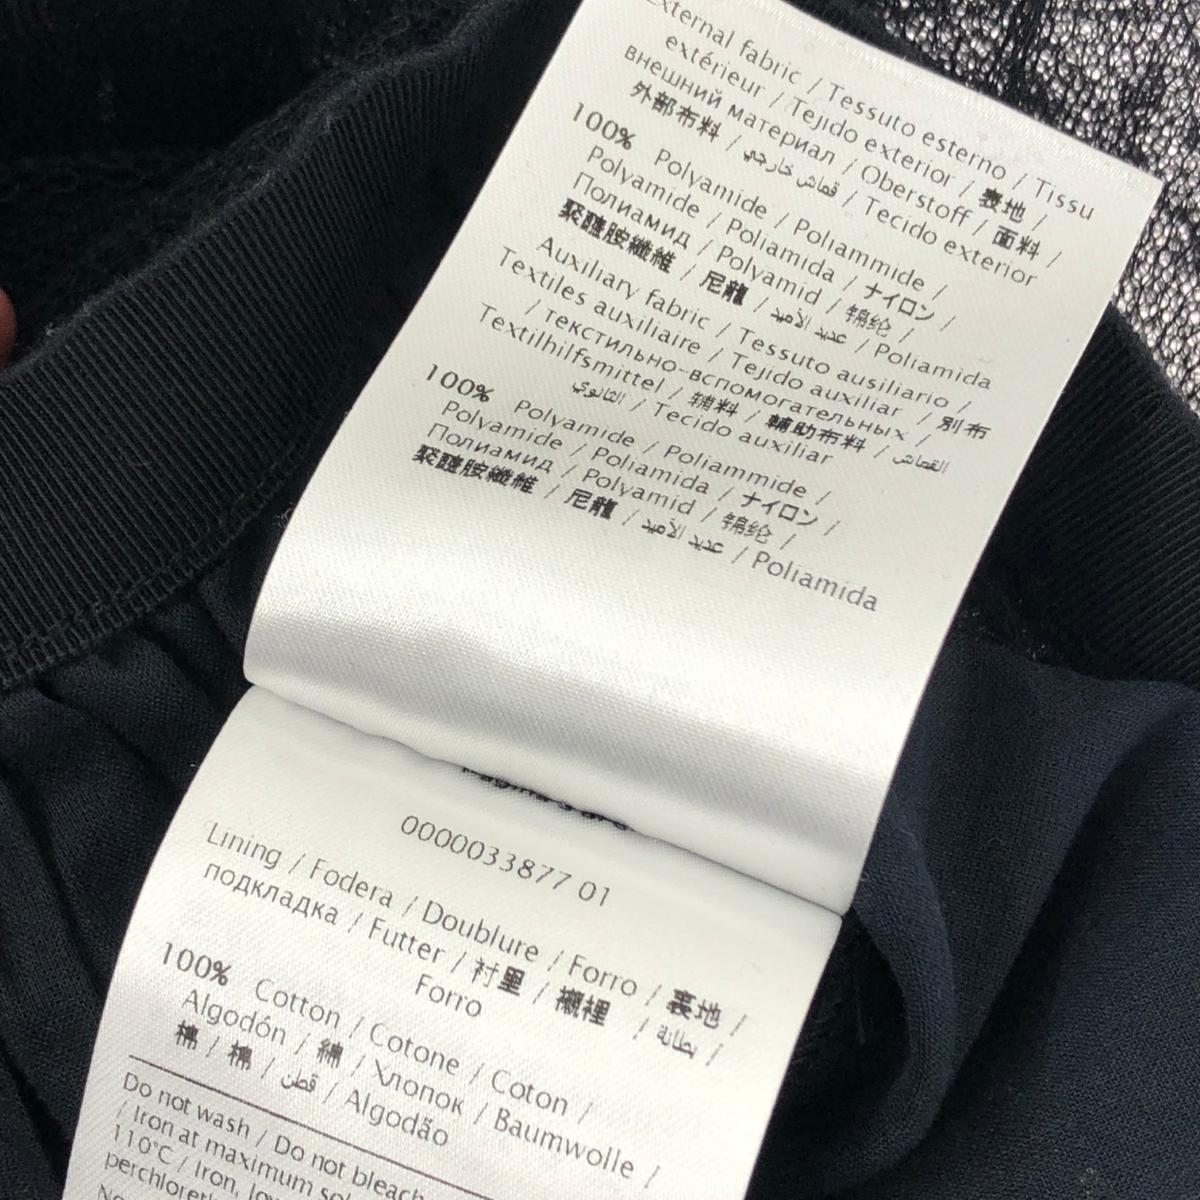 External fabric / Tessuto esterno / Tissu
extérieur / Tejido exterior / 裏地 /
внешний материал / Oberstoff / 面料 /
外部布料 / قماش خارجي / Tecido exterior
100% Polyamide / Poliammide /
Polyamide / Poliamida / ナイロン /
Полиамид / Polyamid / 锦纶 /
聚醯胺纖維 / 尼龍 / / Poliamida
Auxiliary fabric / Tessuto ausiliario /
Textiles auxiliaire / Tejido auxiliar / 別布
/ текстильно-вспомогательных /
Textilhilfsmittel / 辅料 / 輔助布料 / القماش
الثانوي / Tecido auxiliar
100% Polyamide / Poliammide /
Polyamide / Poliamida / ナイロン /
Полиамид / Polyamid / 锦纶 /
聚醯胺纖維 / 尼龍 / / Poliamida
0000033877 01
Lining / Fodera / Doublure / Forro / 裏地 /
подкладка / Futter / 衬里 / 襯裡 / بطانة /
Forro
100% Cotton / Cotone / Coton /
Algodón / 綿 / Хлопок / Baumwolle /
棉 / 棉 / قطن / Algodão
Do not wash / Do not bleach
/ Iron at maximum
110°C / Iron,